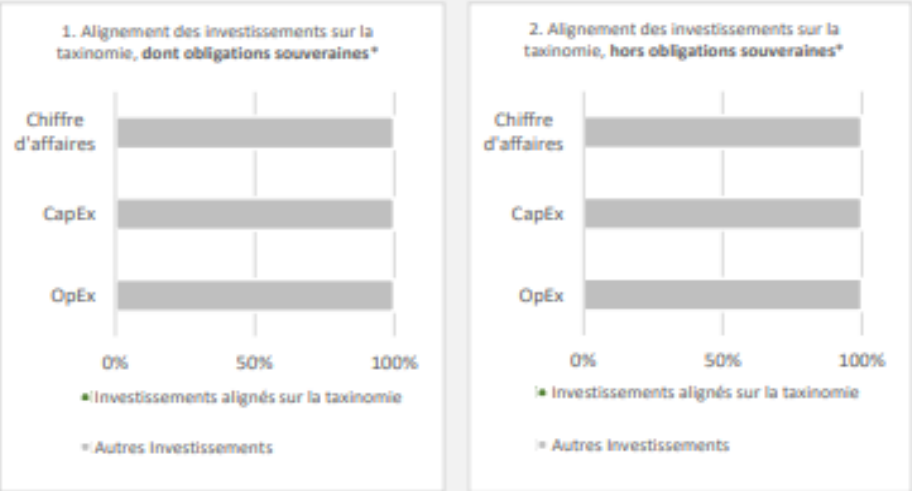 1. Alignement des investissements sur la
taxinomie, dont obligations souveraines*
Chiffre
d'affaires
CapEx
OpEx
0% 50% 100%
Investissements alignés sur la taxinomie
Autres Investissements
2. Alignement des investissements sur la
taxinomie, hors obligations souveraines*
Chiffre
d'affaires
CapEx
OpEx
0% 50% 100%
Investissements alignés sur la taxinomie
Autres Investissements